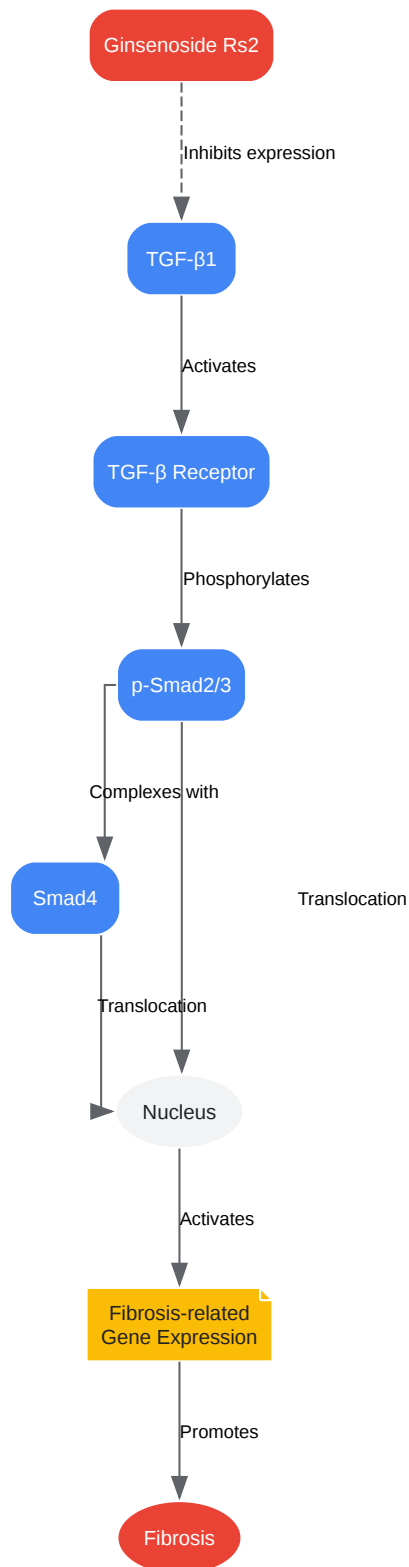 Ginsenoside Rs2
Inhibits expression
TGF-β1
Activates
TGF-β Receptor
Phosphorylates
p-Smad2/3
Complexes with
Smad4
Translocation
Translocation
Nucleus
Activates
Fibrosis-related
Gene Expression
Promotes
Fibrosis